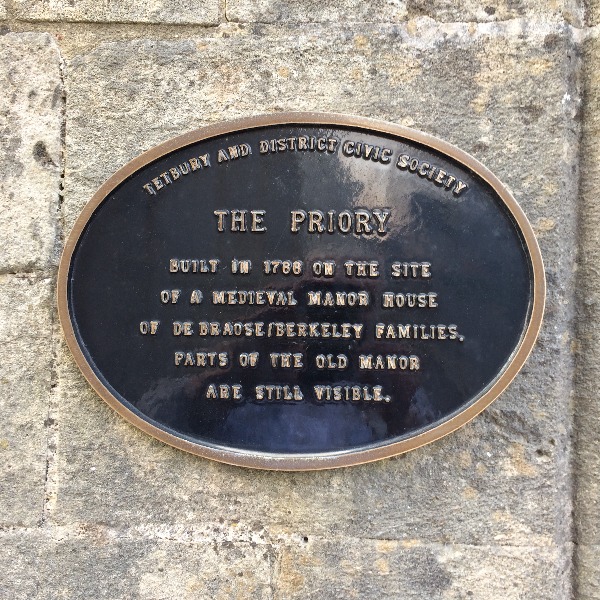 TETBURY AND DISTRICT CIVIC SOCIETY
THE PRIORY
BUILT IN 1766 ON THE SITE
OF A MEDIEVAL MANOR HOUSE
OF DE BRAOSE/BERKELEY FAMILIES.
PARTS OF THE OLD MANOR
ARE STILL VISIBLE.